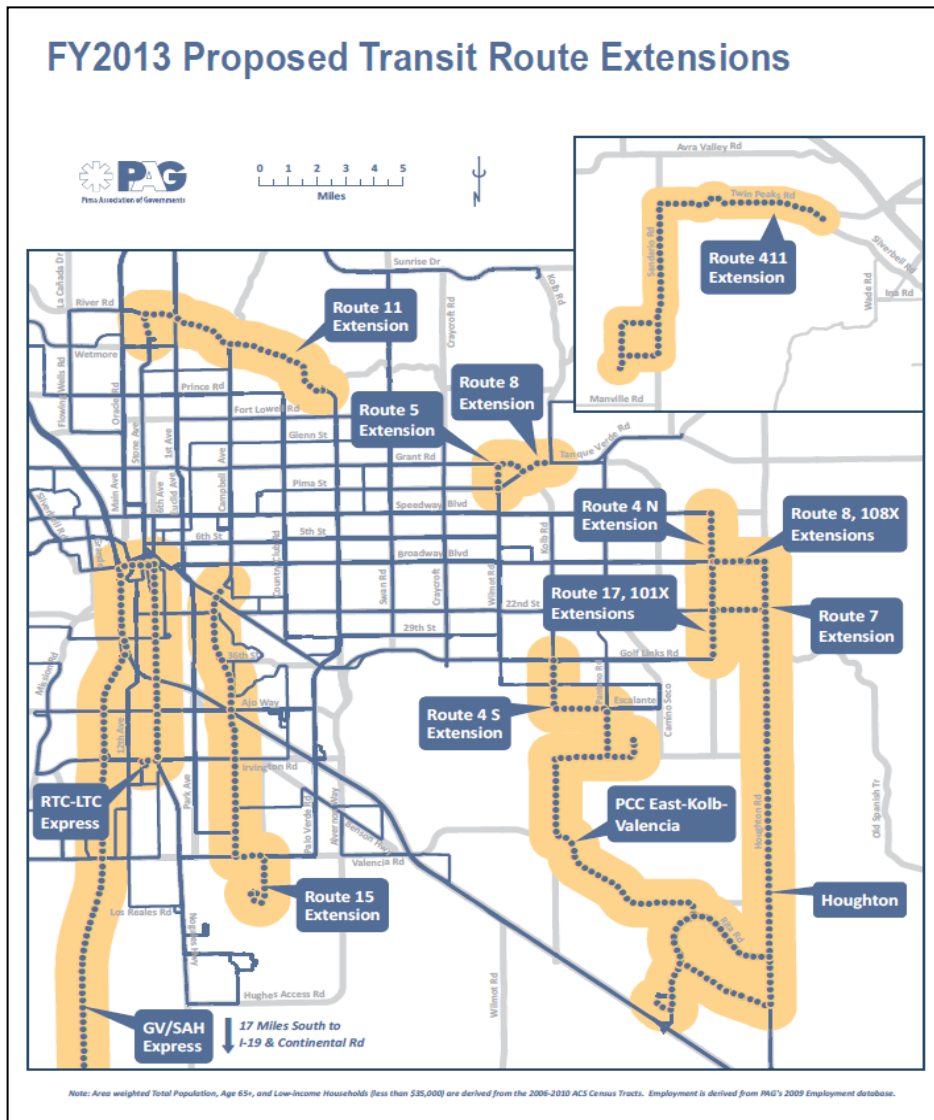 FY2013 Proposed Transit Route Extensions
PAG
Pima Association of Governments
0 1 2 3 4 5
Miles
N
Avra Valley Rd
Twin Peaks Rd
Sandario Rd
Route 411
Extension
Silverbell Rd
Wade Rd
Ina Rd
Manville Rd
La Cañada Dr
Sunrise Dr
River Rd
Kolb Rd
Craycroft Rd
Route 11
Extension
Wetmore
Flowing Wells Rd
Oracle Rd
Stone Ave
1st Ave
Prince Rd
Fort Lowell Rd
Route 5
Extension
Route 8
Extension
Glenn St
Tanque Verde Rd
Grant Rd
Main Ave
6th Ave
Euclid Ave
Campbell Ave
Pima St
Speedway Blvd
Silverbell Rd
Route 4 N
Extension
Route 8, 108X
Extensions
6th St
5th St
Country Club Rd
Broadway Blvd
Kolb Rd
Swan Rd
Craycroft
Wilmot Rd
22nd St
Route 17, 101X
Extensions
Route 7
Extension
29th St
Mission Rd
36th St
Golf Links Rd
Pantano Rd
Escalante
Camino Seco
Route 4 S
Extension
Ajo Way
12th Ave
Irvington Rd
RTC-LTC
Express
Park Ave
PCC East-Kolb-
Valencia
Palo Verde Rd
Alvernon Way
Benson Hwy
Houghton Rd
Old Spanish Tr
Valencia Rd
Route 15
Extension
Houghton
Los Reales Rd
Nogales Hwy
Rita Rd
Wilmot Rd
Hughes Access Rd
GV/SAH
Express
17 Miles South to
I-19 & Continental Rd
Note: Area weighted Total Population, Age 65+, and Low-income Households (less than $35,000) are derived from the 2006-2010 ACS Census Tracts. Employment is derived from PAG's 2009 Employment database.